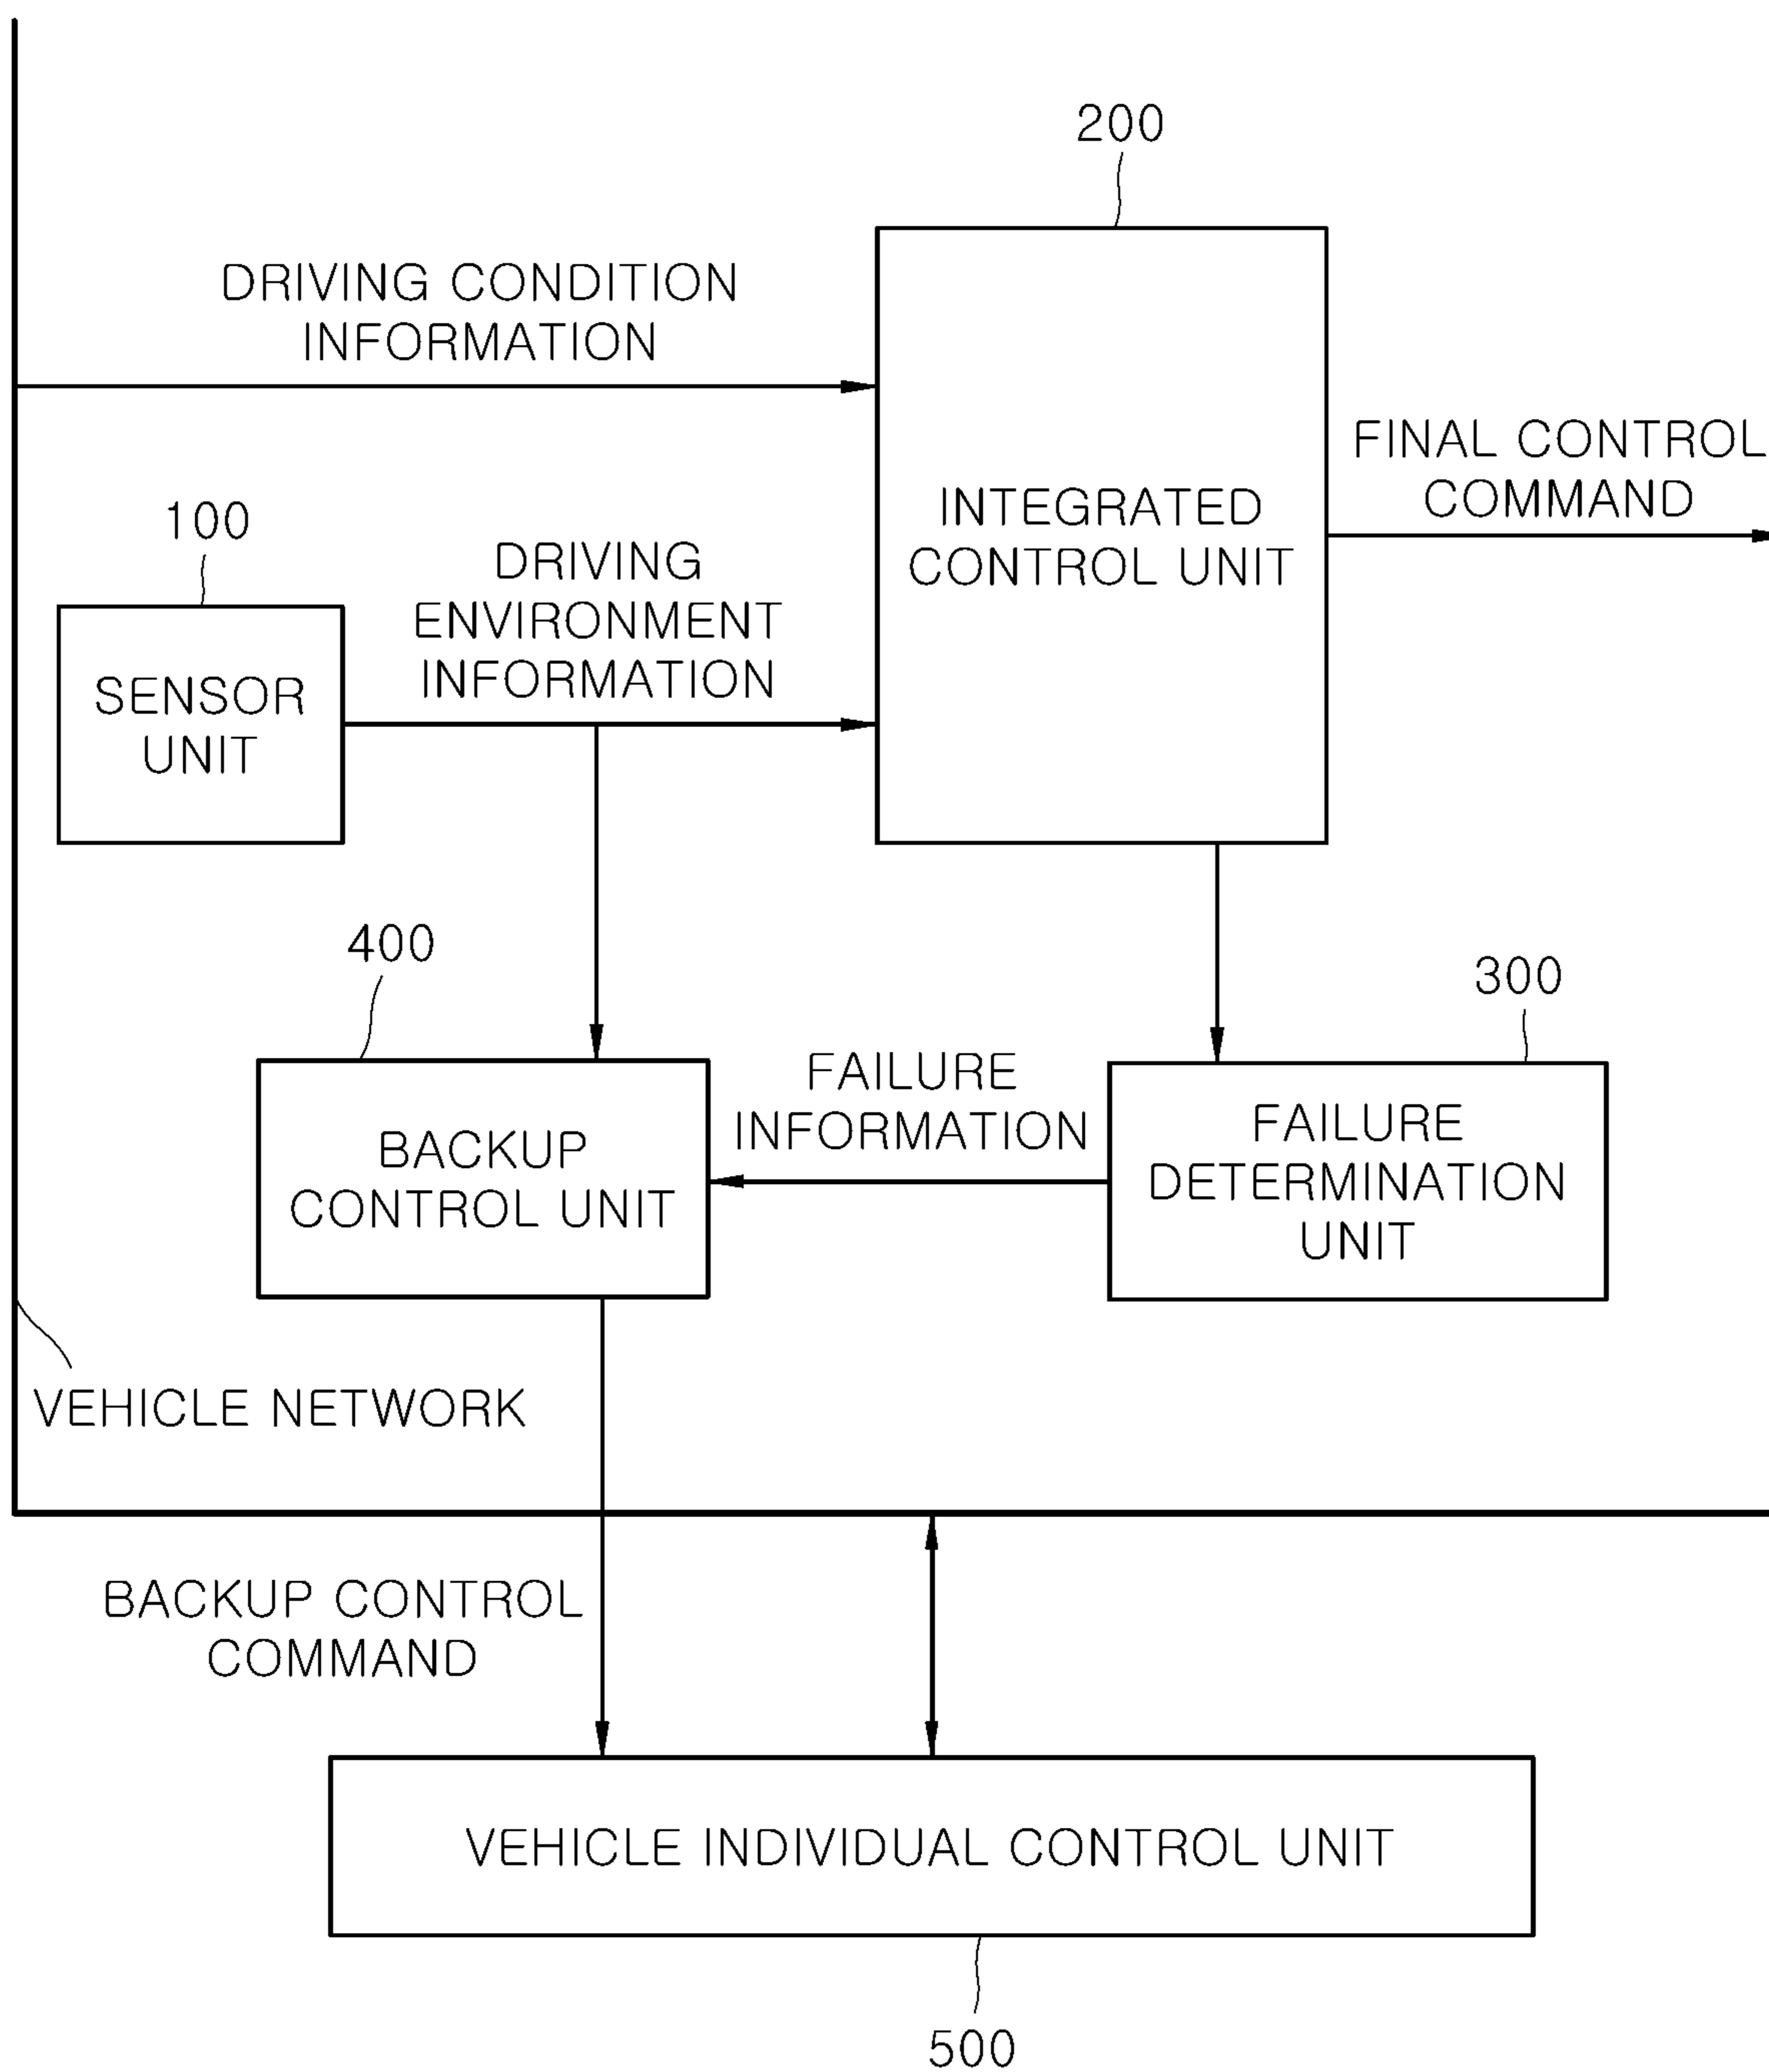 200
DRIVING CONDITION
INFORMATION
FINAL CONTROL
COMMAND
INTEGRATED
CONTROL UNIT
100
DRIVING
ENVIRONMENT
INFORMATION
SENSOR
UNIT
400
300
FAILURE
INFORMATION
BACKUP
CONTROL UNIT
FAILURE
DETERMINATION
UNIT
VEHICLE NETWORK
BACKUP CONTROL
COMMAND
VEHICLE INDIVIDUAL CONTROL UNIT
500